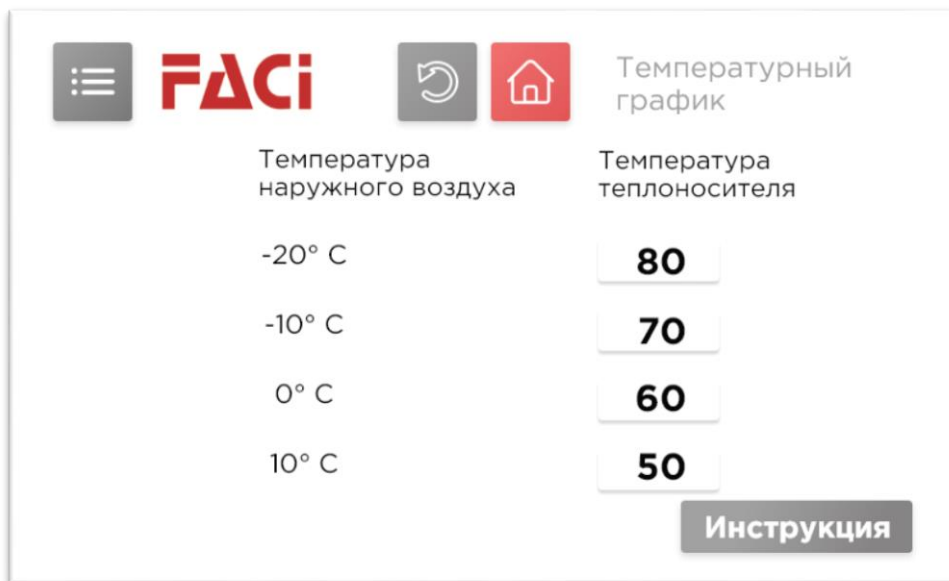 FACi
Температурный
график
Температура
наружного воздуха
Температура
теплоносителя
-20° C
80
-10° C
70
0° C
60
10° C
50
Инструкция